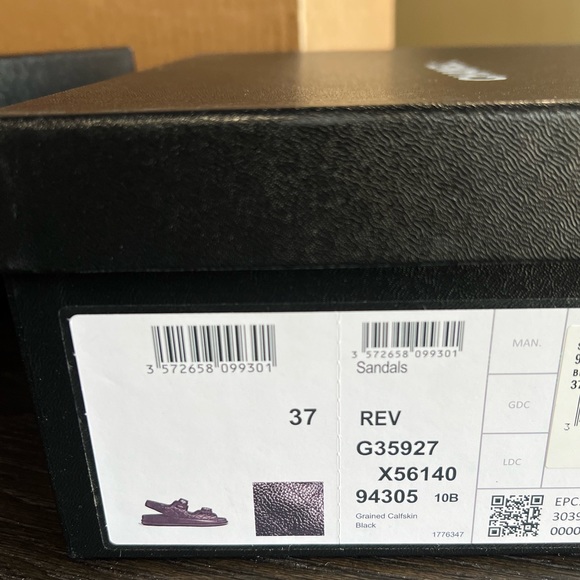 3 572658 099301
37
3 572658 099301
Sandals
REV
G35927
X56140
94305 10B
Grained Calfskin
Black
1776347
MAN.
GDC
LDC